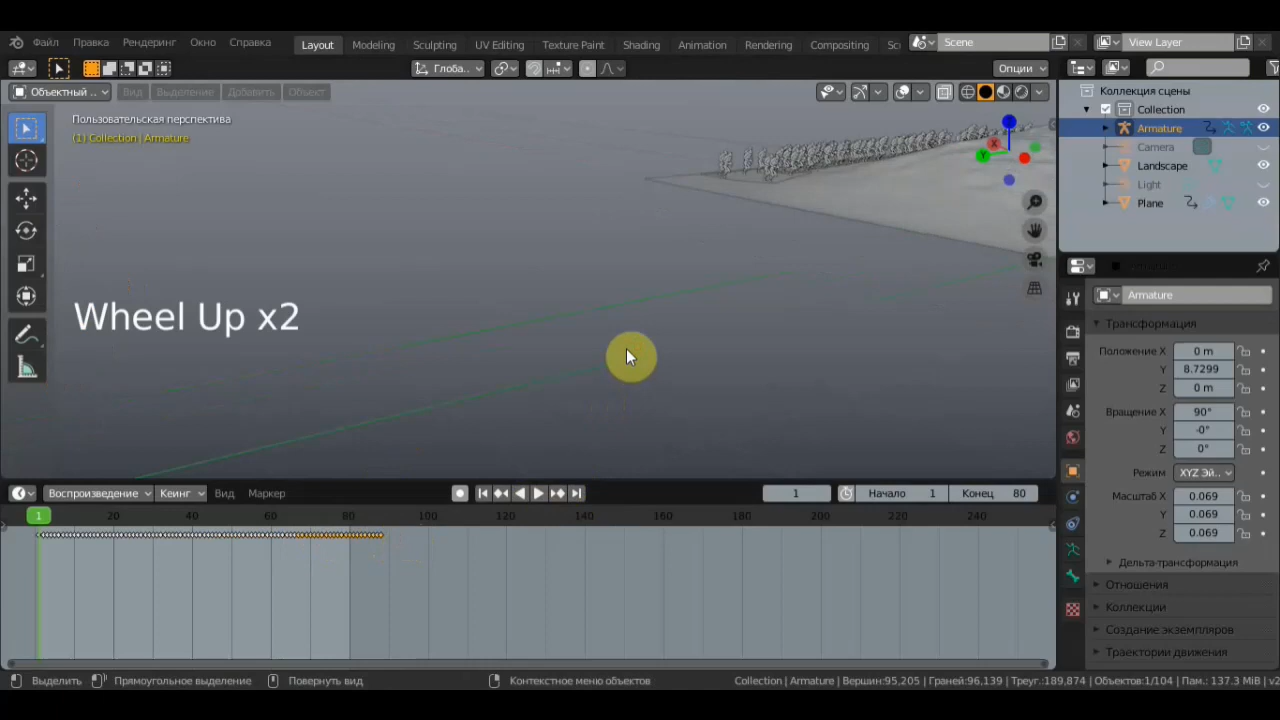 Файл Правка Рендеринг Окно Справка Layout Modeling Sculpting UV Editing Texture Paint Shading Animation Rendering Compositing Sc Scene View Layer
Глоба.. Опции
Объектный .. Вид Выделение Добавить Объект
Пользовательская перспектива
(1) Collection | Armature
X
Y
Коллекция сцены
Collection
Armature
Camera
Landscape
Light
Plane
Wheel Up x2
Armature
Трансформация
Положение X 0 m
Y 8.7299
Z 0 m
Вращение X 90°
Y -0°
Z 0°
Режим XYZ Эй..
Масштаб X 0.069
Y 0.069
Z 0.069
Дельта-трансформация
Отношения
Коллекции
Создание экземпляров
Траектории движения
Воспроизведение Кеинг Вид Маркер 1 Начало 1 Конец 80
1 20 40 60 80 100 120 140 160 180 200 220 240
Выделить Прямоугольное выделение Повернуть вид Контекстное меню объектов Collection | Armature | Вершин:95,205 | Граней:96,139 | Треуг.:189,874 | Объектов:1/104 | Пам.: 137.3 MiB | v2